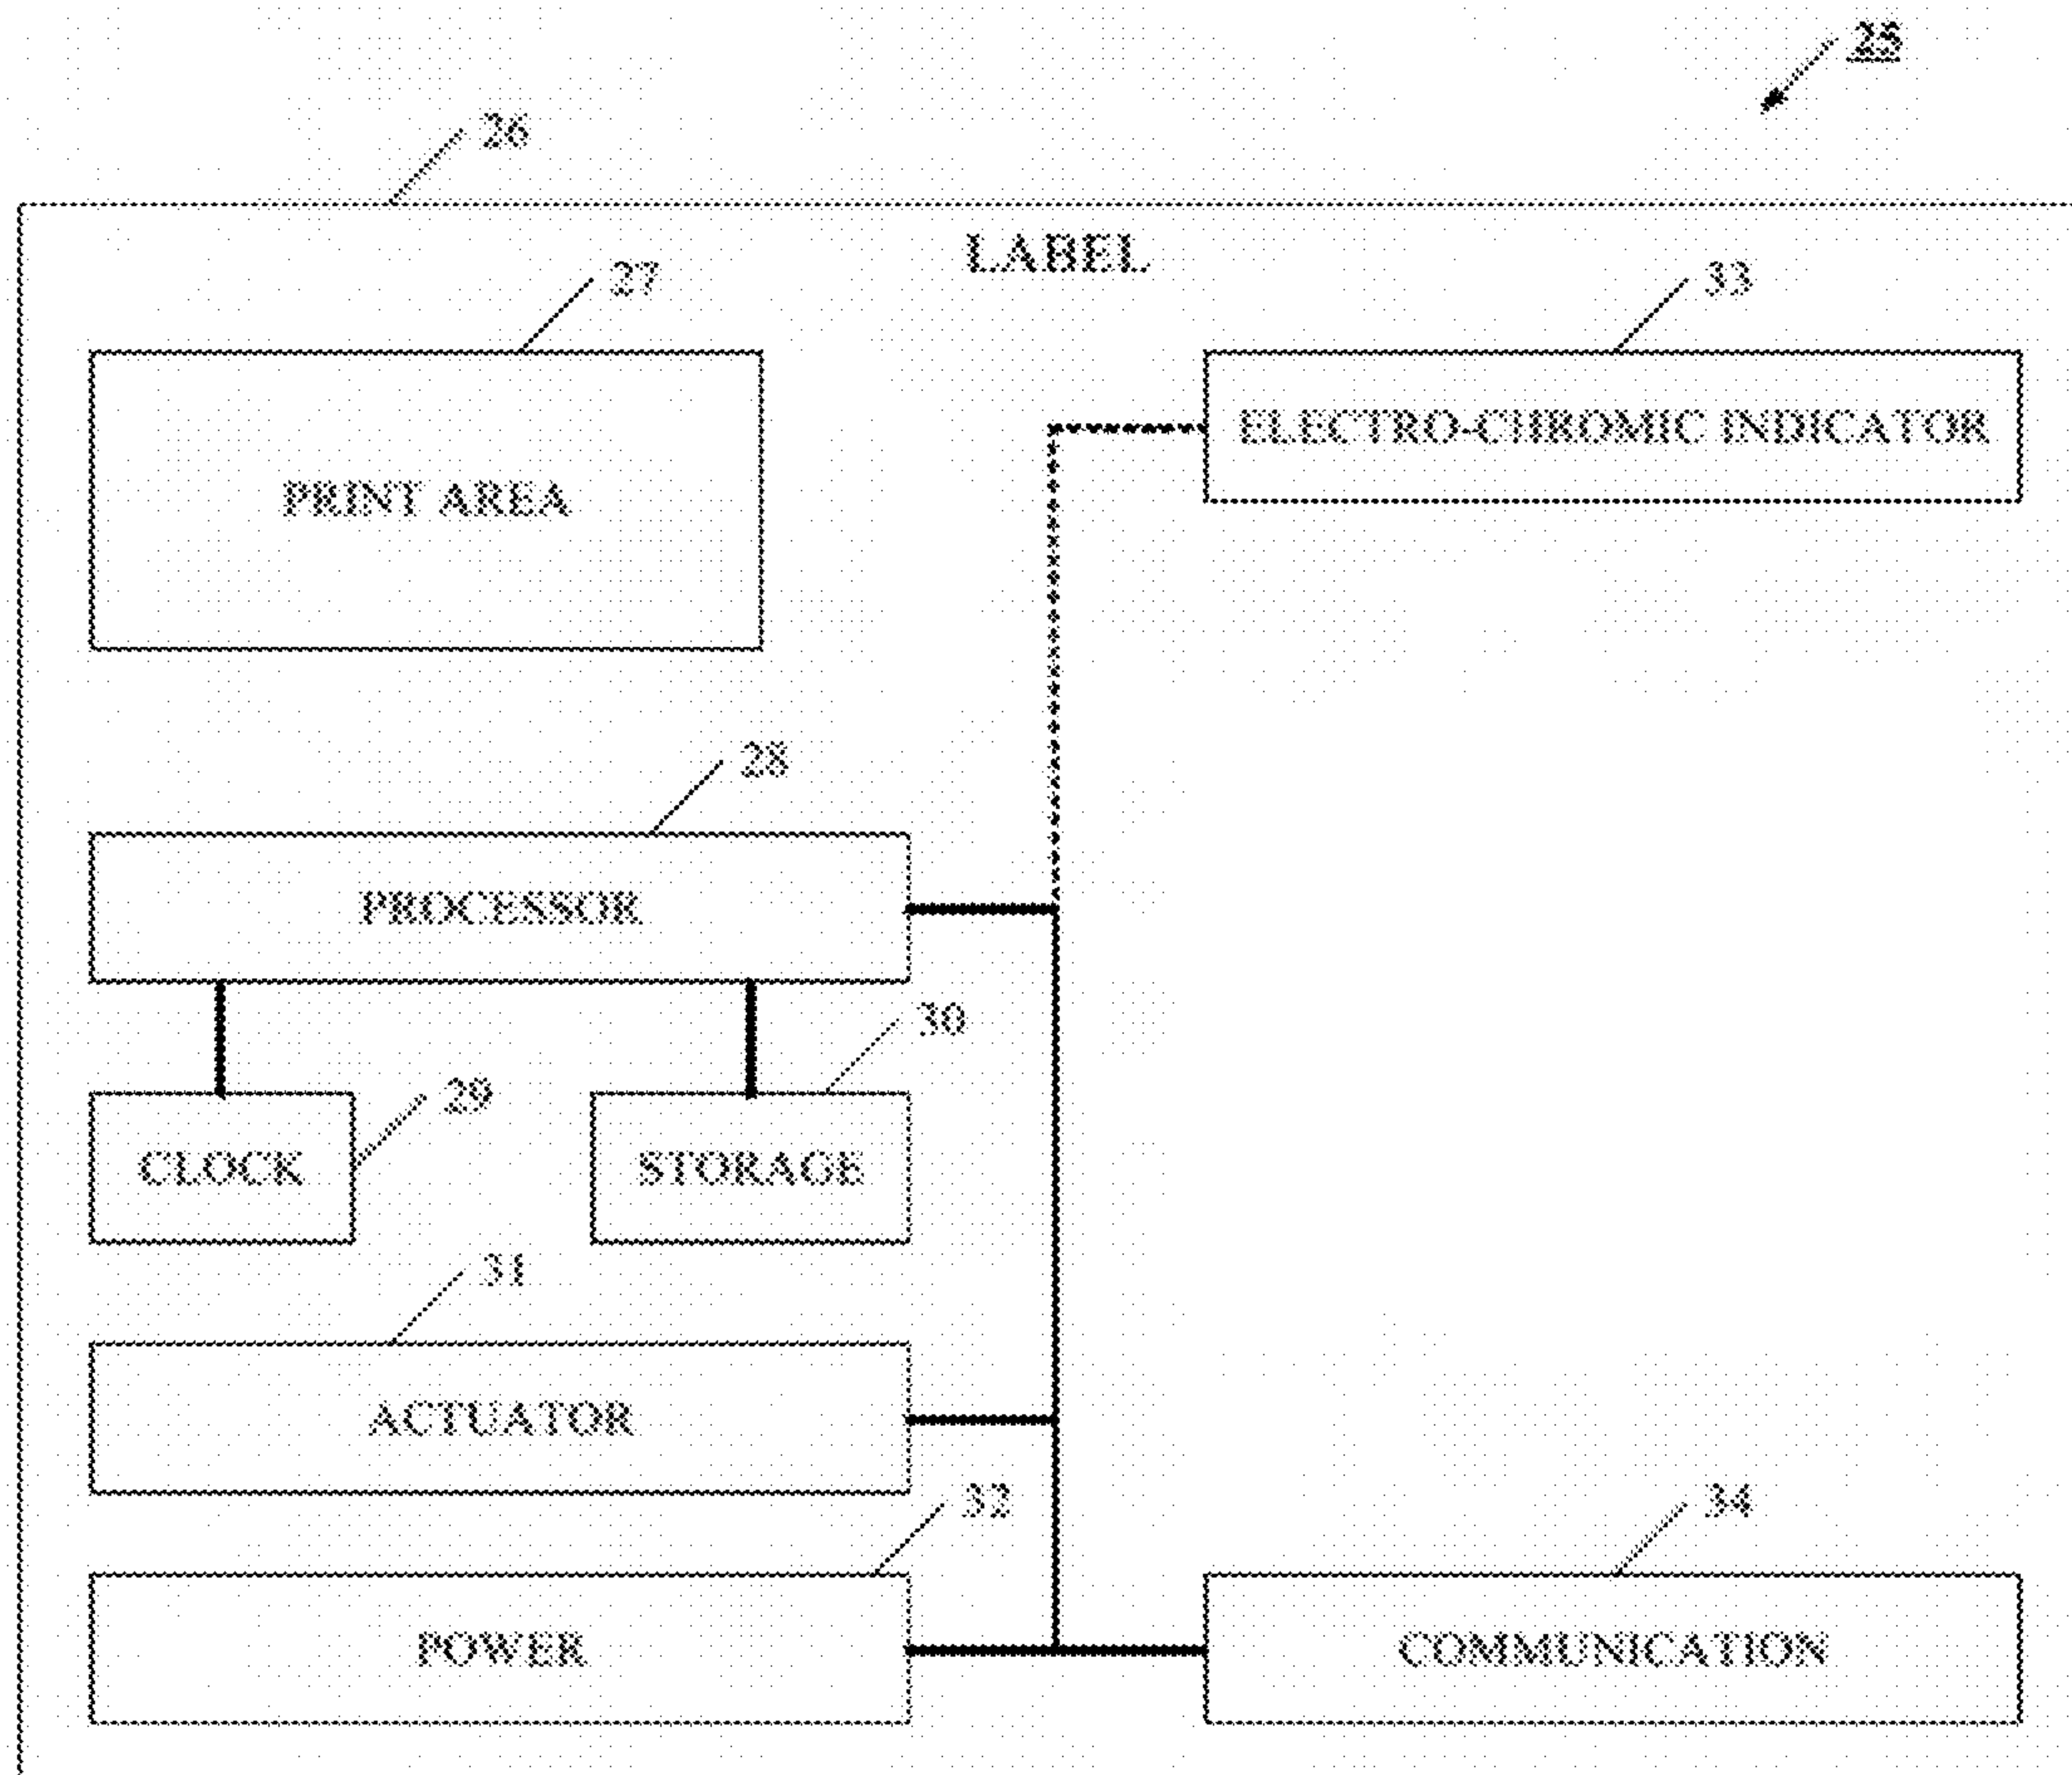 25
26
LABEL
27
33
ELECTRO-CHROMIC INDICATOR
PRINT AREA
28
PROCESSOR
30
29
CLOCK
STORAGE
31
ACTUATOR
32
34
POWER
COMMUNICATION